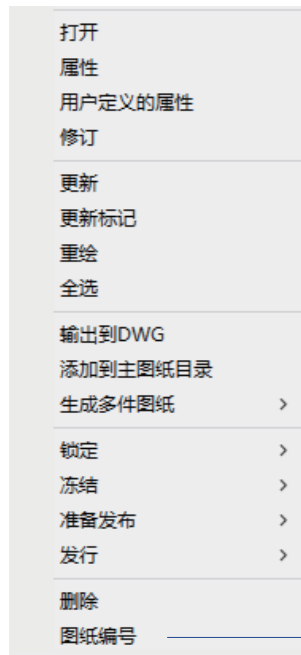 打开
属性
用户定义的属性
修订
更新
更新标记
重绘
全选
输出到DWG
添加到主图纸目录
生成多件图纸
锁定
冻结
准备发布
发行
删除
图纸编号